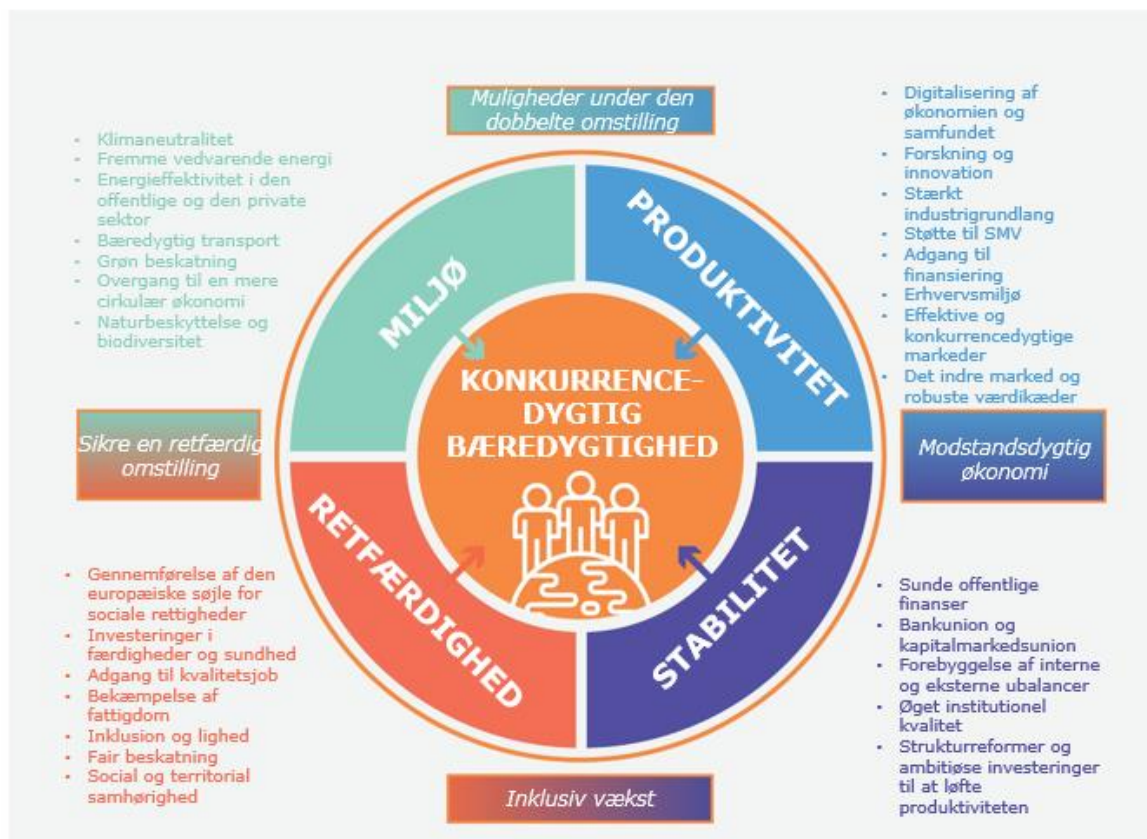 Muligheder under den
dobbelte omstilling
• Klimaneutralitet
• Fremme vedvarende energi
• Energieffektivitet i den
offentlige og den private
sektor
• Bæredygtig transport
• Grøn beskatning
• Overgang til en mere
cirkulær økonomi
• Naturbeskyttelse og
biodiversitet
• Digitalisering af
økonomien og
samfundet
• Forskning og
innovation
• Stærkt
industrigrundlang
• Støtte til SMV
• Adgang til
finansiering
• Erhvervsmiljø
• Effektive og
konkurrencedygtige
markeder
• Det indre marked og
robuste værdikæder
MILJØ
PRODUKTIVITET
KONKURRENCE-
DYGTIG
BÆREDYGTIGHED
Sikre en retfærdig
omstilling
Modstandsdygtig
økonomi
RETFÆRDIGHED
STABILITET
• Gennemførelse af den
europæiske søjle for
sociale rettigheder
• Investeringer i
færdigheder og sundhed
• Adgang til kvalitetsjob
• Bekæmpelse af
fattigdom
• Inklusion og lighed
• Fair beskatning
• Social og territorial
samhørighed
• Sunde offentlige
finanser
• Bankunion og
kapitalmarkedsunion
• Forebyggelse af interne
og eksterne ubalancer
• Øget institutionel
kvalitet
• Strukturreformer og
ambitiøse investeringer
til at løfte
produktiviteten
Inklusiv vækst